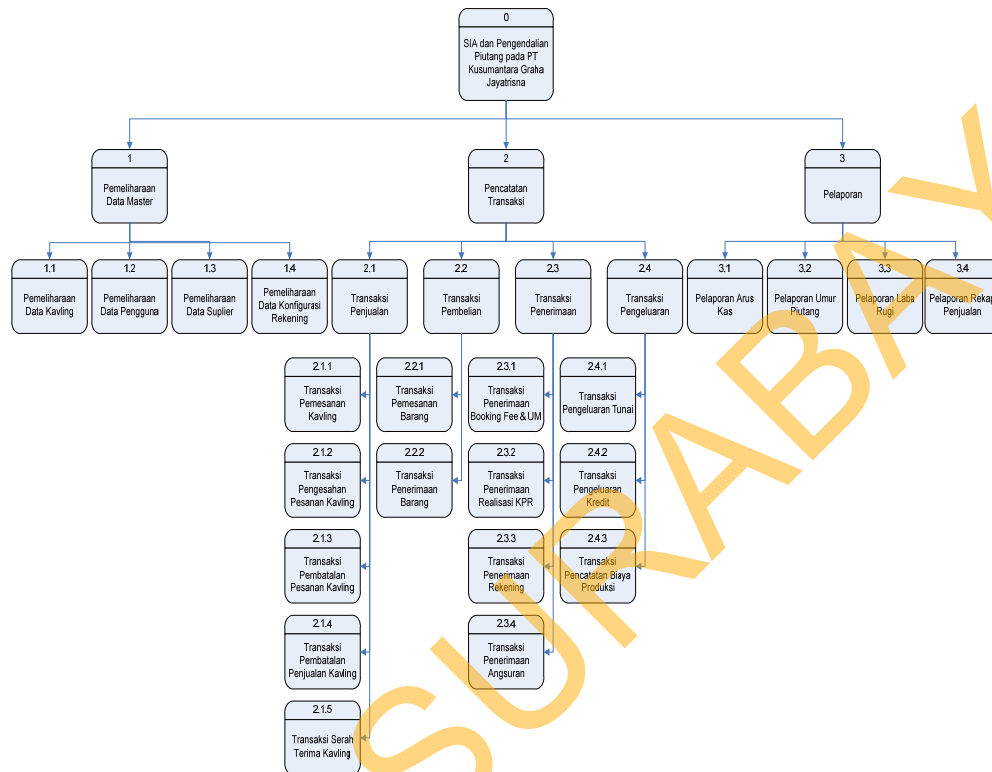 0
SIA dan Pengendalian
Piutang pada PT
Kusumantara Graha
Jayatrisna
1
Pemeliharaan
Data Master
2
Pencatatan
Transaksi
3
Pelaporan
1.1
Pemeliharaan
Data Kavling
1.2
Pemeliharaan
Data Pengguna
1.3
Pemeliharaan
Data Suplier
1.4
Pemeliharaan
Data Konfigurasi
Rekening
2.1
Transaksi
Penjualan
2.2
Transaksi
Pembelian
2.3
Transaksi
Penerimaan
2.4
Transaksi
Pengeluaran
3.1
Pelaporan Arus
Kas
3.2
Pelaporan Umur
Piutang
3.3
Pelaporan Laba
Rugi
3.4
Pelaporan Rekap
Penjualan
2.1.1
Transaksi
Pemesanan
Kavling
2.2.1
Transaksi
Pemesanan
Barang
2.3.1
Transaksi
Penerimaan
Booking Fee & UM
2.4.1
Transaksi
Pengeluaran Tunai
2.1.2
Transaksi
Pengesahan
Pesanan Kavling
2.2.2
Transaksi
Penerimaan
Barang
2.3.2
Transaksi
Penerimaan
Realisasi KPR
2.4.2
Transaksi
Pengeluaran
Kredit
2.1.3
Transaksi
Pembatalan
Pesanan Kavling
2.3.3
Transaksi
Penerimaan
Rekening
2.4.3
Transaksi
Pencatatan Biaya
Produksi
2.1.4
Transaksi
Pembatalan
Penjualan Kavling
2.3.4
Transaksi
Penerimaan
Angsuran
2.1.5
Transaksi Serah
Terima Kavling
SURABAY